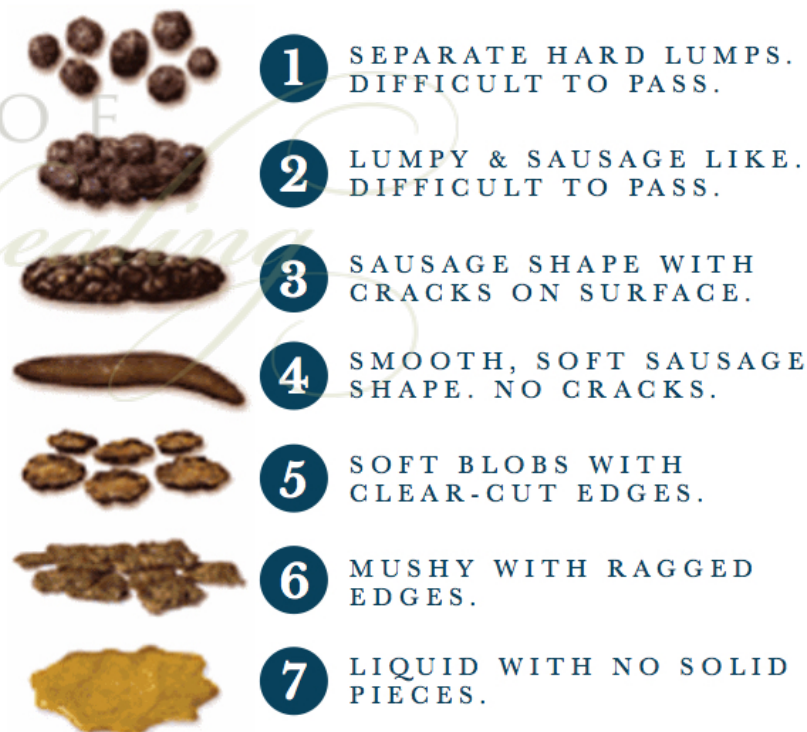 1 SEPARATE HARD LUMPS.
DIFFICULT TO PASS.
OF
2 LUMPY & SAUSAGE LIKE.
DIFFICULT TO PASS.
ealing
3 SAUSAGE SHAPE WITH
CRACKS ON SURFACE.
4 SMOOTH, SOFT SAUSAGE
SHAPE. NO CRACKS.
5 SOFT BLOBS WITH
CLEAR-CUT EDGES.
6 MUSHY WITH RAGGED
EDGES.
7 LIQUID WITH NO SOLID
PIECES.